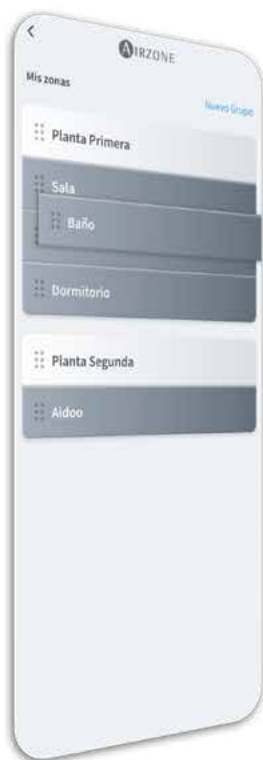 AIRZONE
Mis zonas
Nuevo Grupo
Planta Primera
Sala
Baño
Dormitorio
Planta Segunda
Aidoo